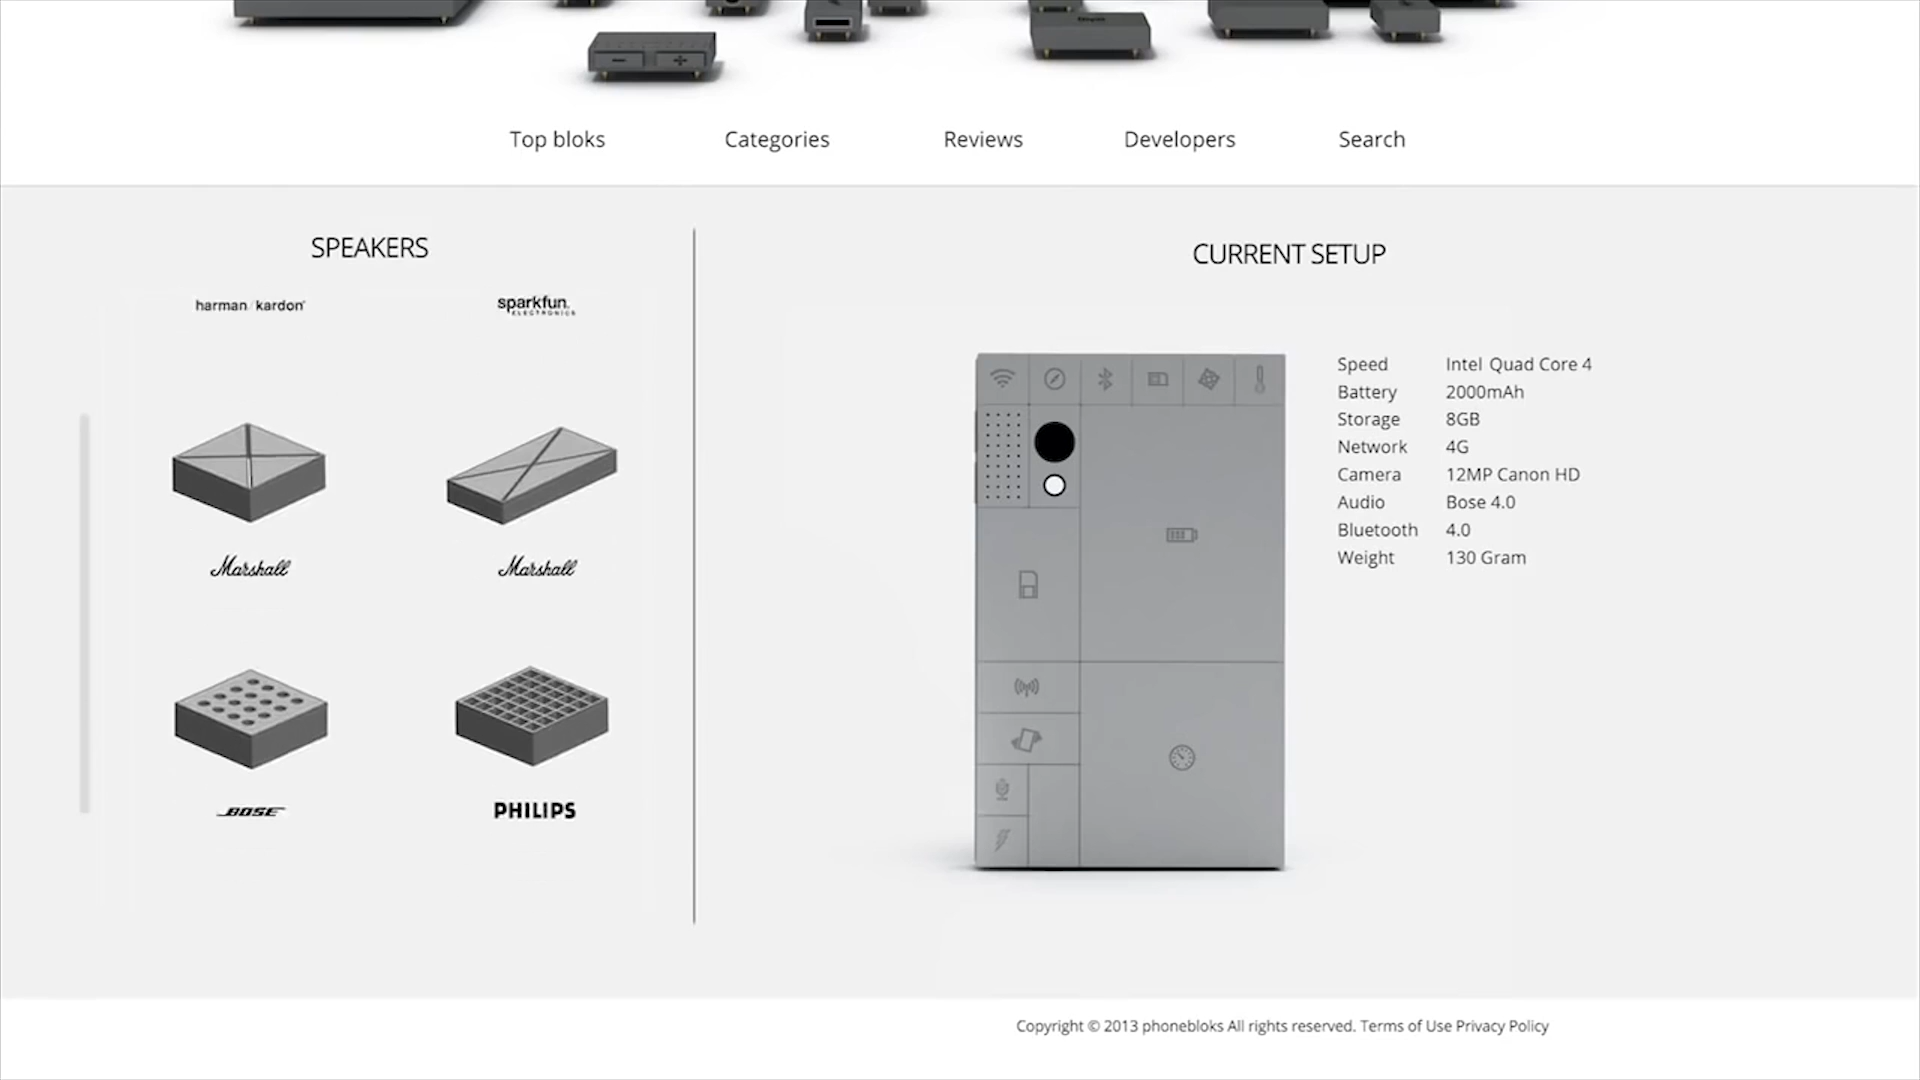 Top bloks Categories Reviews Developers Search
SPEAKERS
harman/kardon
sparkfun
ELECTRONICS
Marshall
Marshall
BOSE
PHILIPS
CURRENT SETUP
Speed Intel Quad Core 4
Battery 2000mAh
Storage 8GB
Network 4G
Camera 12MP Canon HD
Audio Bose 4.0
Bluetooth 4.0
Weight 130 Gram
Copyright © 2013 phonebloks All rights reserved. Terms of Use Privacy Policy